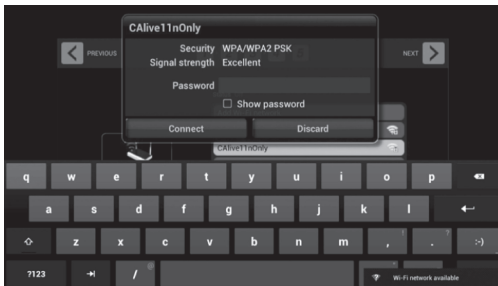 CAlive11nOnly
Security WPA/WPA2 PSK
Signal strength Excellent
PREVIOUS
NEXT
Password
Show password
Connect Discard
CAlive11nOnly
q w e r t y u i o p
a s d f g h j k l
z x c v b n m , ! . ?
:-)
?123 / @
Wi-Fi network available